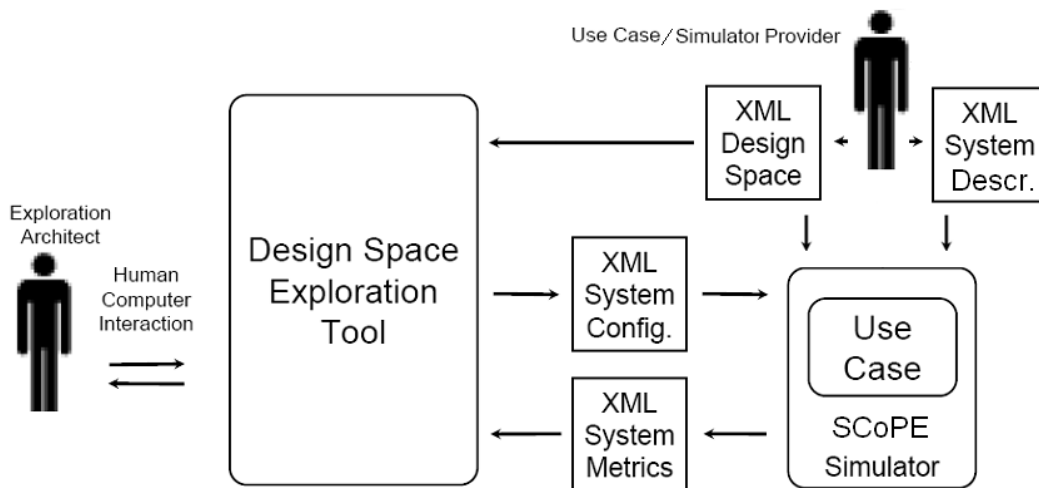 Use Case/Simulator Provider
XML
Design
Space
XML
System
Descr.
Exploration
Architect
Human
Computer
Interaction
Design Space
Exploration
Tool
XML
System
Config.
XML
System
Metrics
Use
Case
SCoPE
Simulator